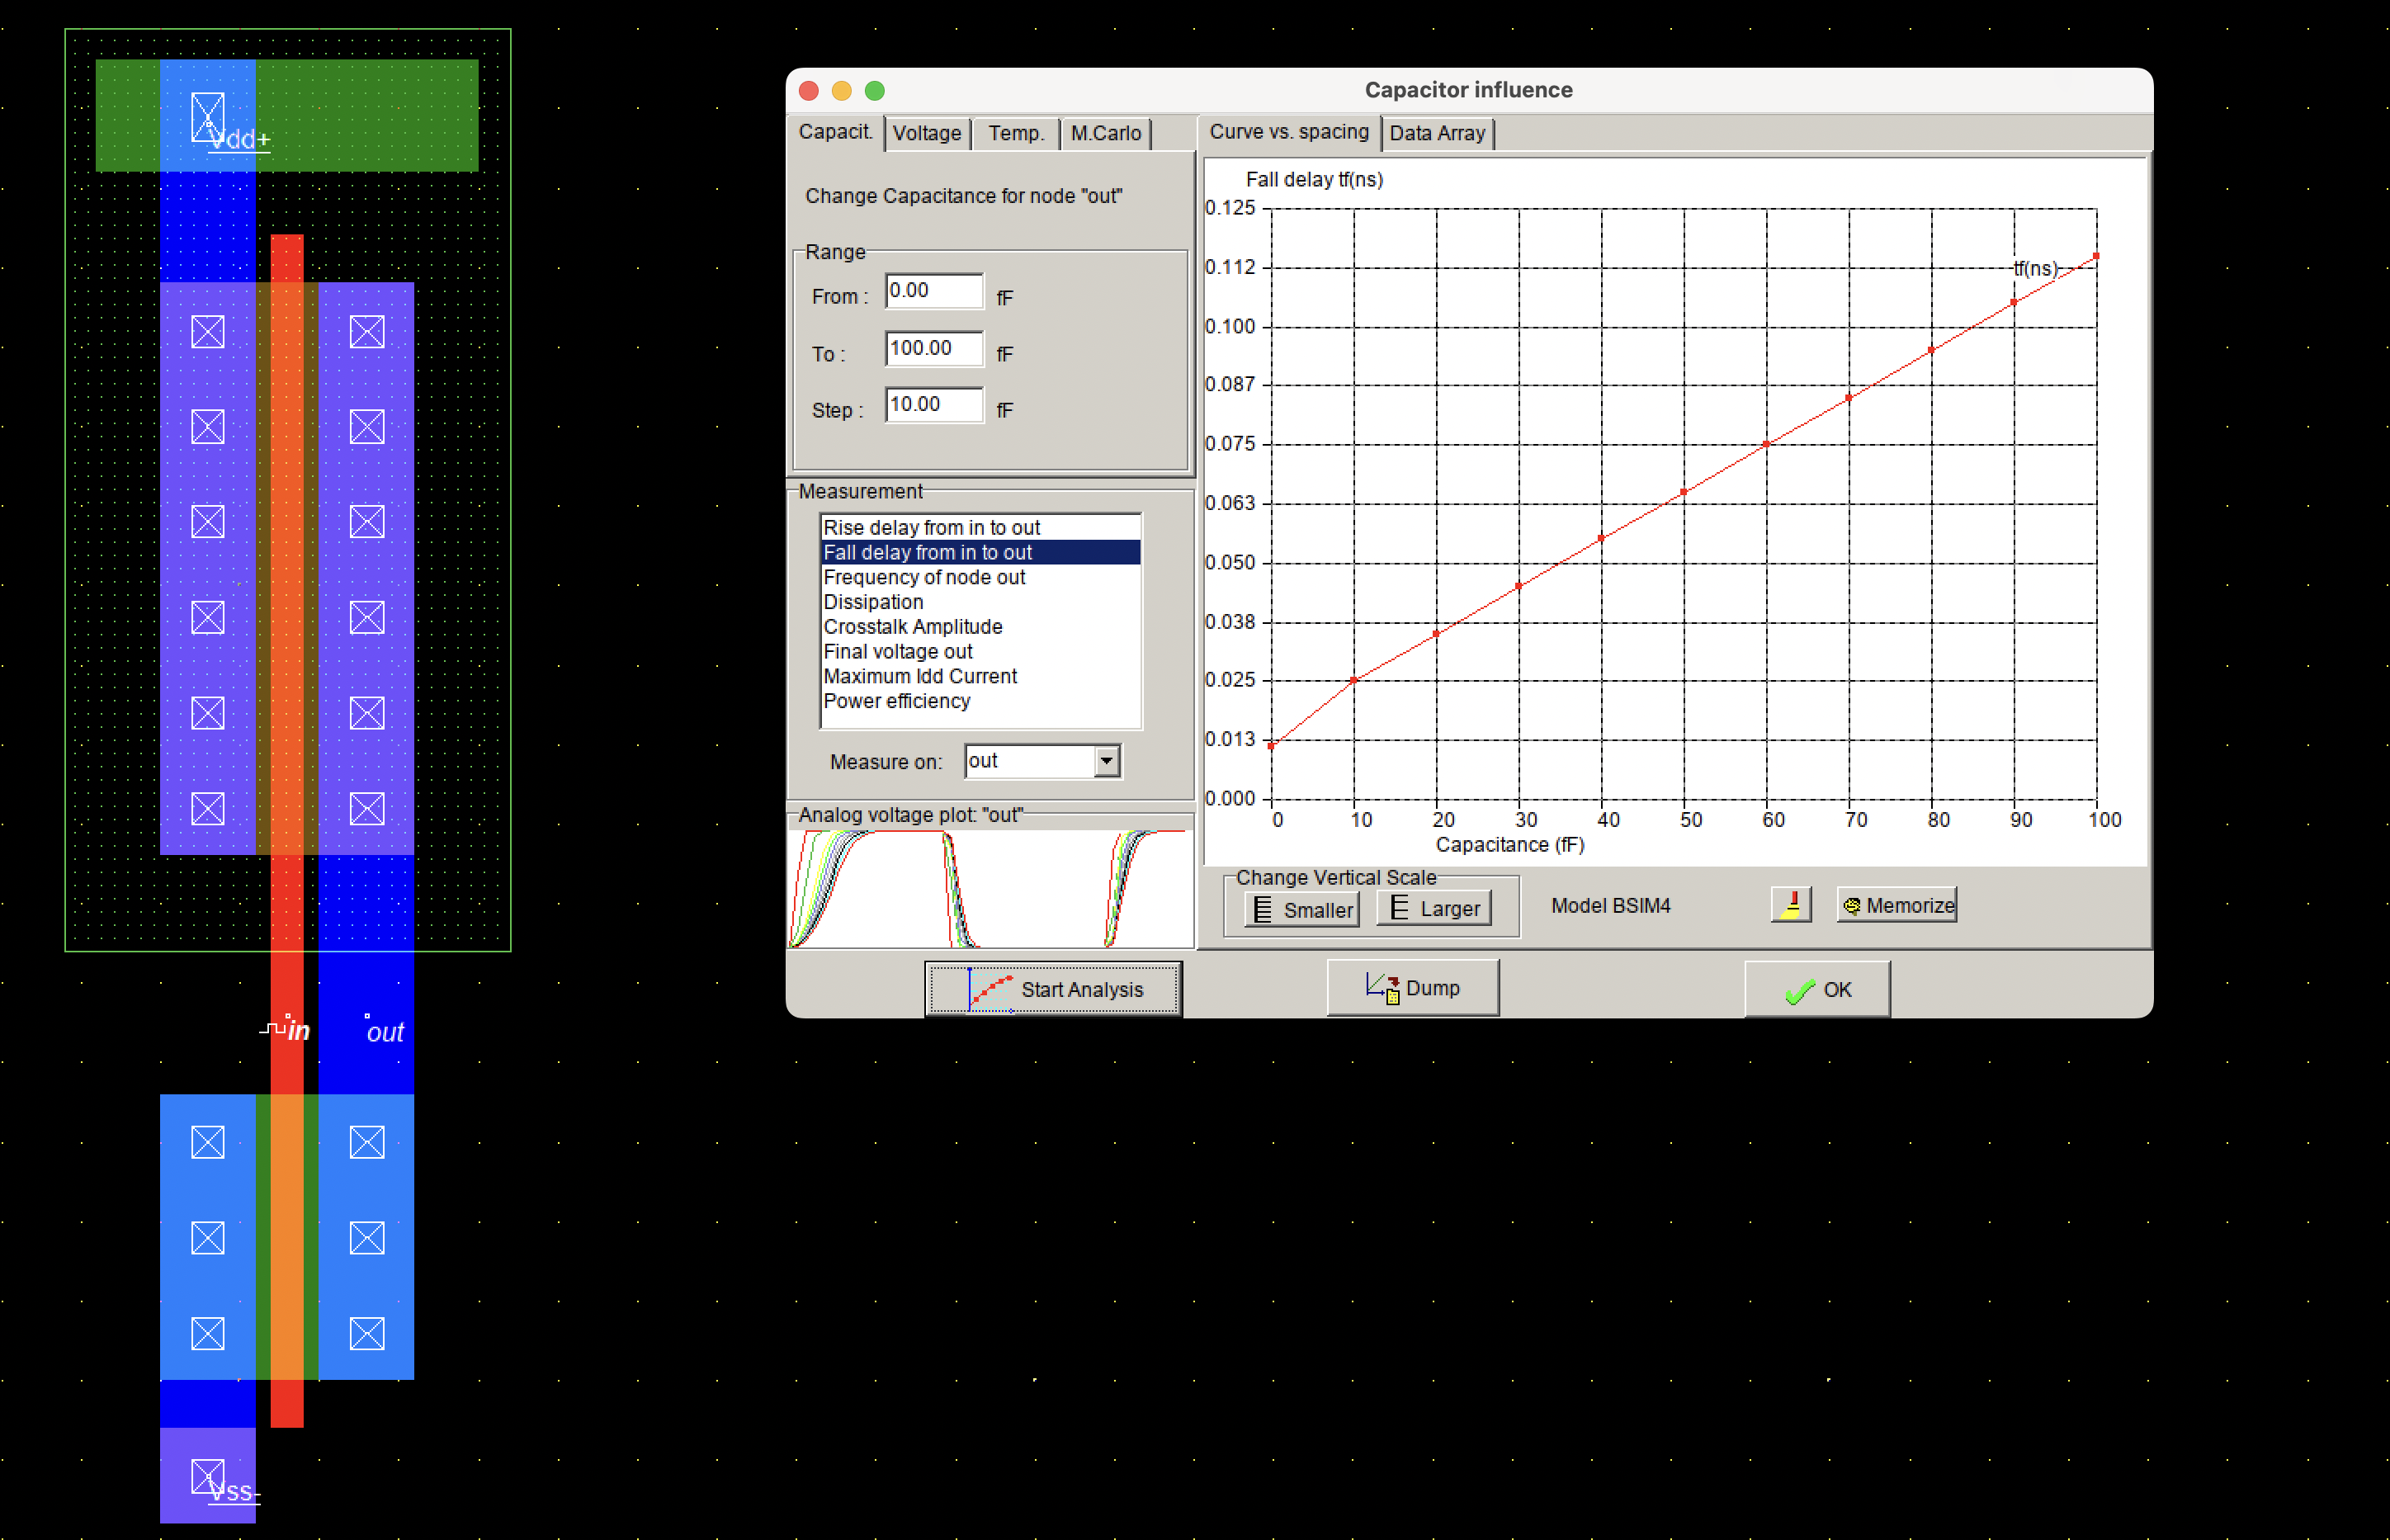 Vdd+
in
out
Vss-
Capacitor influence
Capacit. Voltage Temp. M.Carlo
Change Capacitance for node "out"
Range
From : 0.00 fF
To : 100.00 fF
Step : 10.00 fF
Measurement
Rise delay from in to out
Fall delay from in to out
Frequency of node out
Dissipation
Crosstalk Amplitude
Final voltage out
Maximum Idd Current
Power efficiency
Measure on: out
Analog voltage plot: "out"
Curve vs. spacing Data Array
Fall delay tf(ns)
0.125
0.112
tf(ns)
0.100
0.087
0.075
0.063
0.050
0.038
0.025
0.013
0.000
0 10 20 30 40 50 60 70 80 90 100
Capacitance (fF)
Change Vertical Scale
Smaller Larger Model BSIM4 Memorize
Start Analysis Dump OK